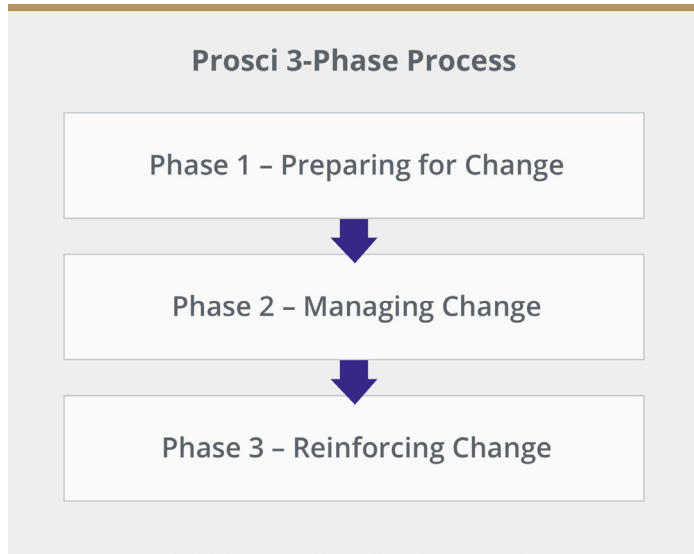 Prosci 3-Phase Process
Phase 1 – Preparing for Change
Phase 2 – Managing Change
Phase 3 – Reinforcing Change